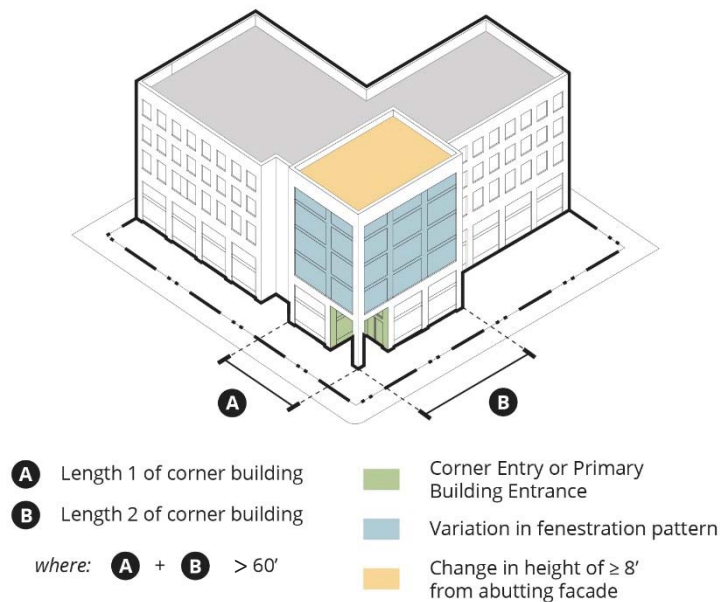 A
B
A Length 1 of corner building
B Length 2 of corner building
where: A + B > 60’
Corner Entry or Primary
Building Entrance
Variation in fenestration pattern
Change in height of ≥ 8’
from abutting facade